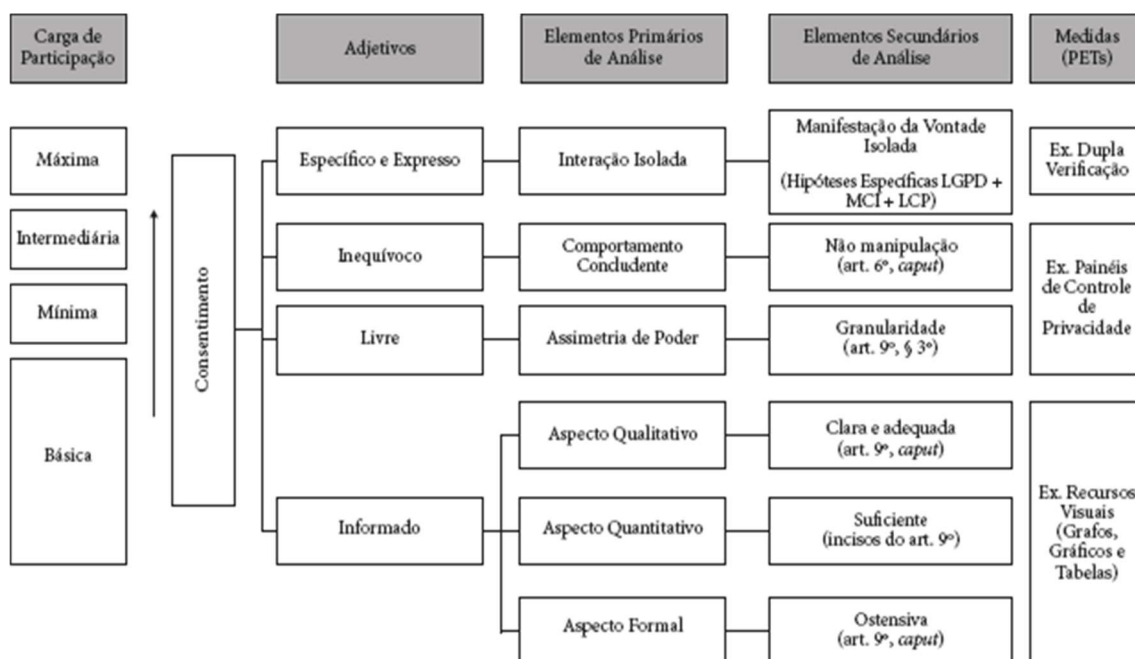 Carga de
Participação
Adjetivos
Elementos Primários
de Análise
Elementos Secundários
de Análise
Medidas
(PETs)
Máxima
Intermediária
Mínima
Básica
Consentimento
Específico e Expresso
Interação Isolada
Manifestação da Vontade
Isolada
(Hipóteses Específicas LGPD +
MCI + LCP)
Ex. Dupla
Verificação
Inequívoco
Comportamento
Concludente
Não manipulação
(art. 6º, caput)
Ex. Painéis
de Controle
de
Privacidade
Livre
Assimetria de Poder
Granularidade
(art. 9º, § 3º)
Informado
Aspecto Qualitativo
Clara e adequada
(art. 9º, caput)
Aspecto Quantitativo
Suficiente
(incisos do art. 9º)
Aspecto Formal
Ostensiva
(art. 9º, caput)
Ex. Recursos
Visuais
(Grafos,
Gráficos e
Tabelas)